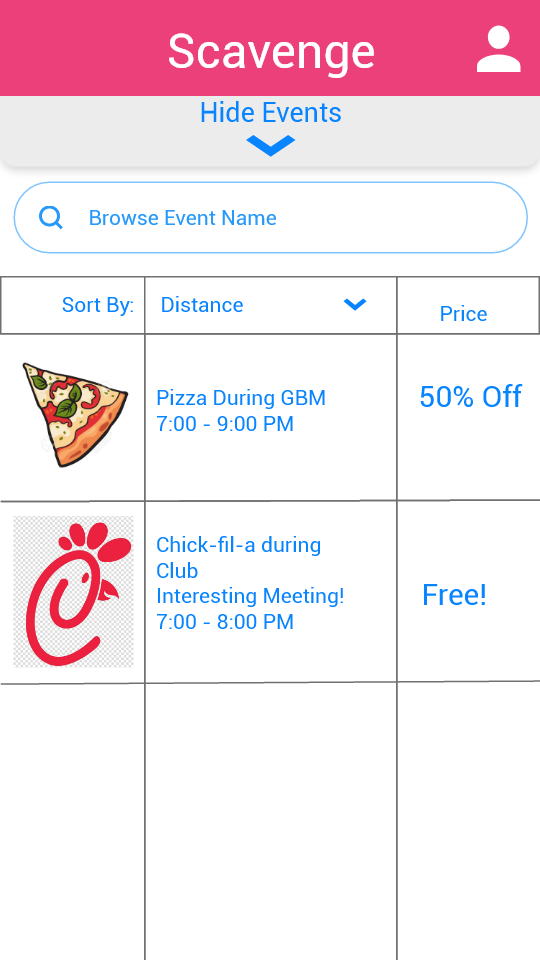 Scavenge
Hide Events
Browse Event Name
Sort By:
Distance
Price
Pizza During GBM
7:00 - 9:00 PM
50% Off
Chick-fil-a during
Club
Interesting Meeting!
7:00 - 8:00 PM
Free!